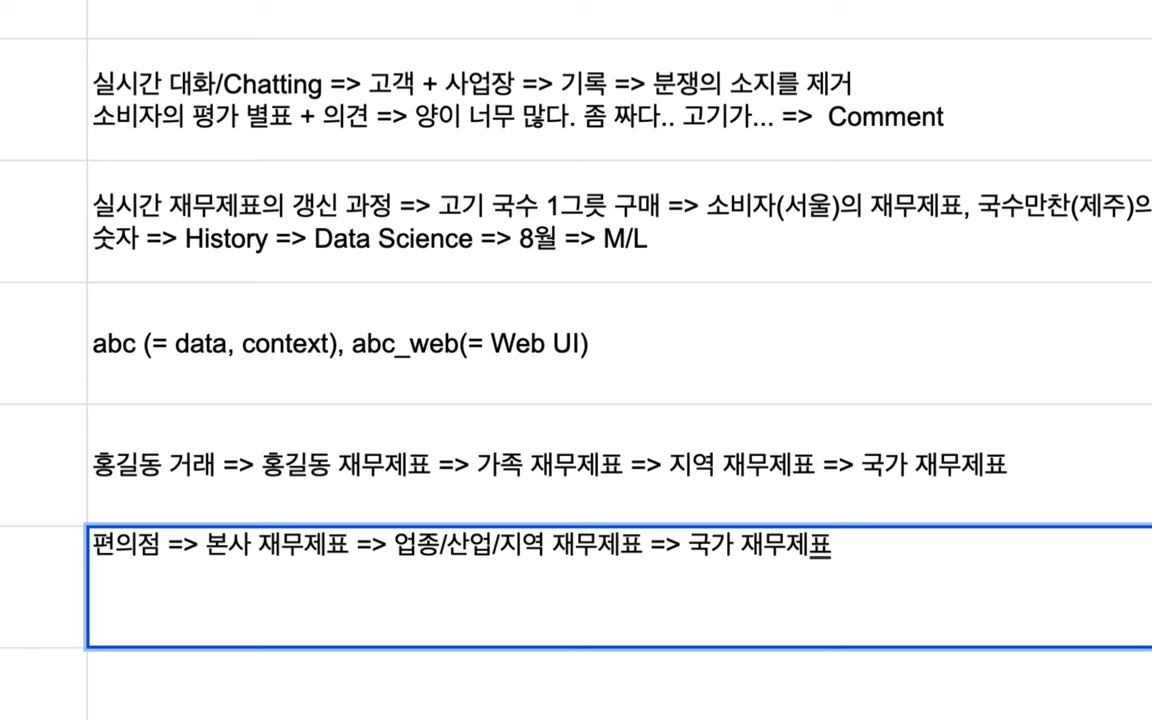 실시간 대화/Chatting => 고객 + 사업장 => 기록 => 분쟁의 소지를 제거
소비자의 평가 별표 + 의견 => 양이 너무 많다. 좀 짜다.. 고기가... => Comment
실시간 재무제표의 갱신 과정 => 고기 국수 1그릇 구매 => 소비자(서울)의 재무제표, 국수만찬(제주)의
숫자 => History => Data Science => 8월 => M/L
abc (= data, context), abc_web(= Web UI)
홍길동 거래 => 홍길동 재무제표 => 가족 재무제표 => 지역 재무제표 => 국가 재무제표
편의점 => 본사 재무제표 => 업종/산업/지역 재무제표 => 국가 재무제표